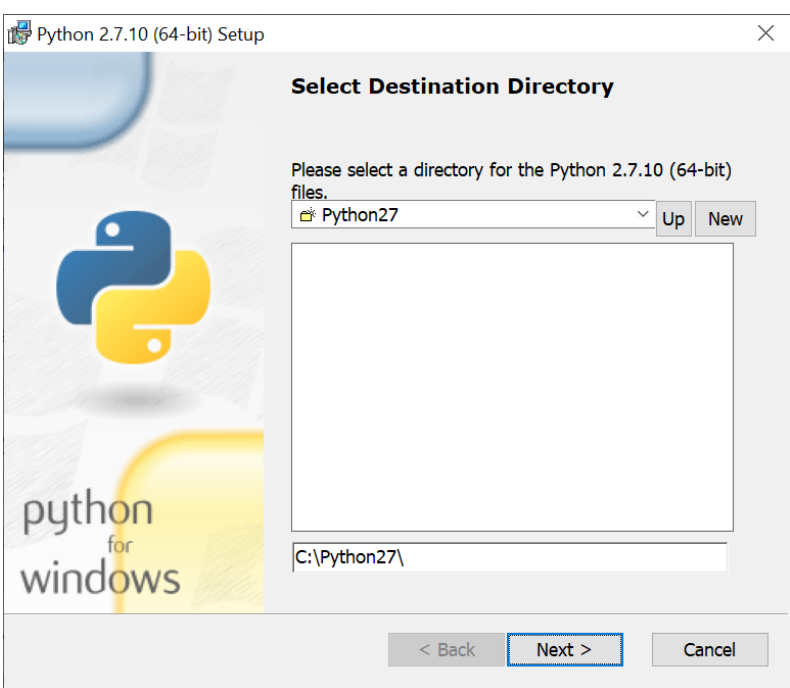 Python 2.7.10 (64-bit) Setup
Select Destination Directory
Please select a directory for the Python 2.7.10 (64-bit)
files.
Python27
Up New
C:\Python27\
python
for
windows
< Back Next > Cancel